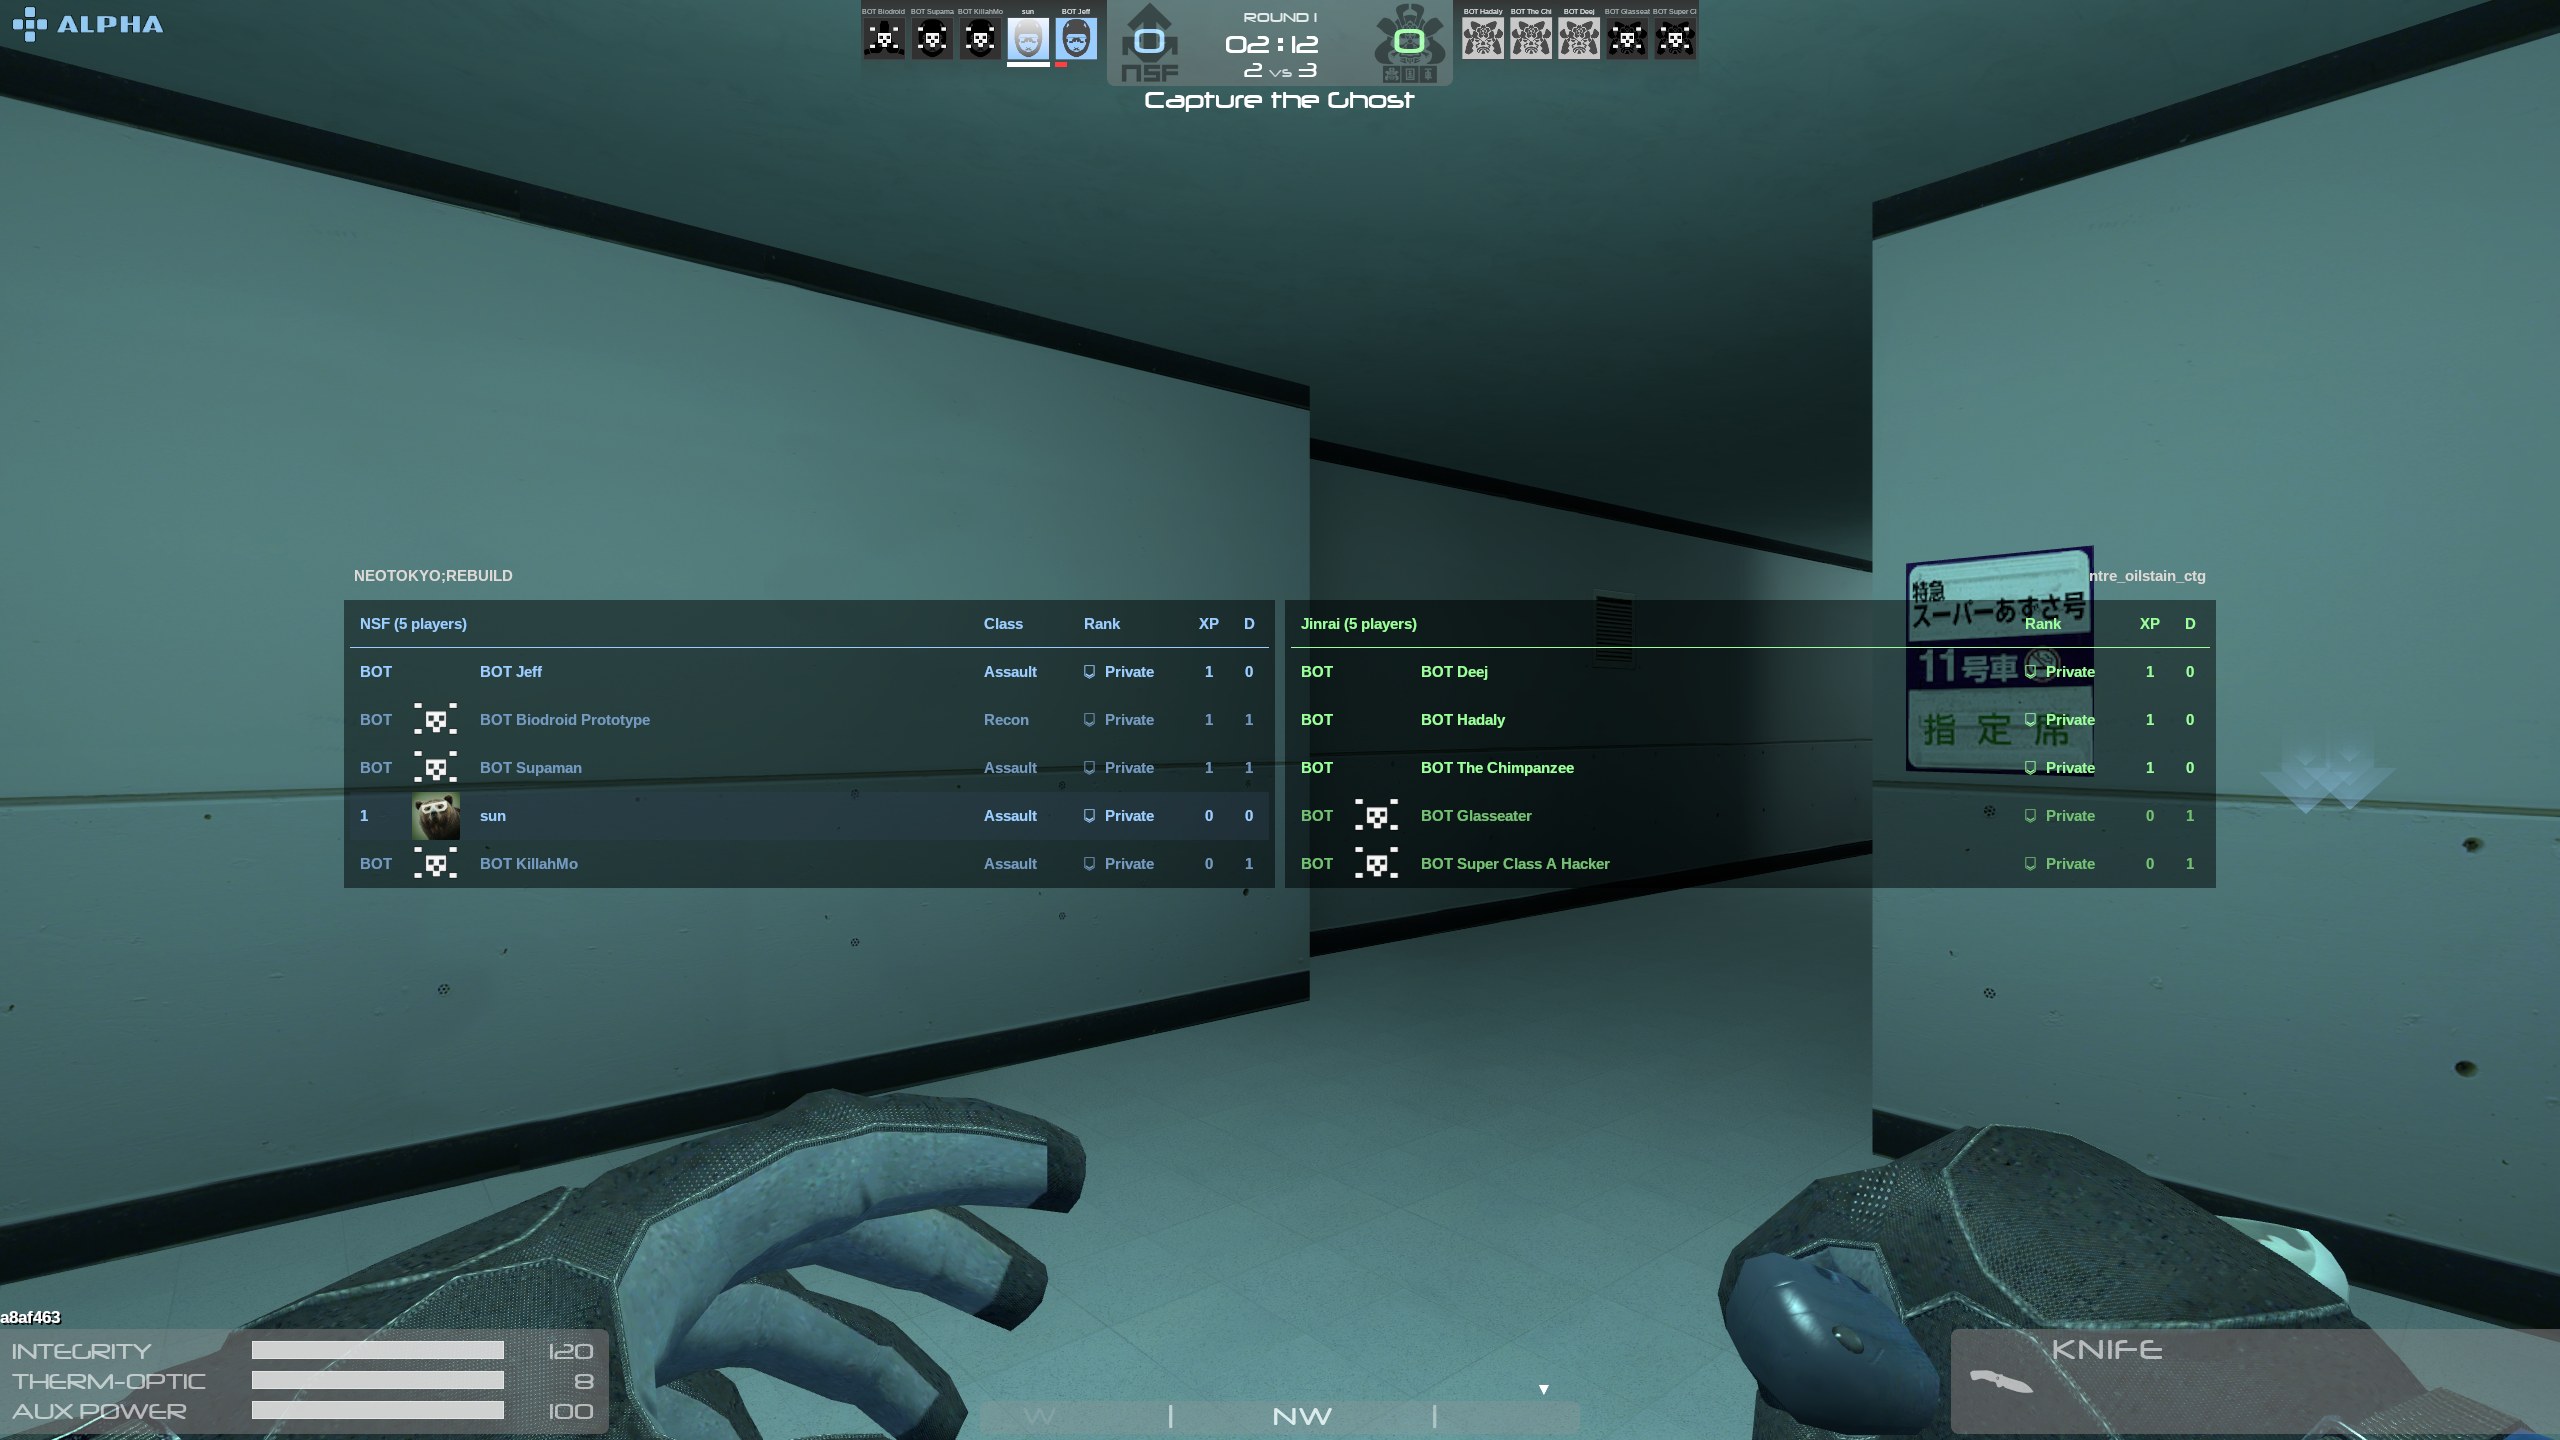 ALPHA
BOT Biodroid BOT Supama BOT KillahMo sun BOT Jeff
BOT Hadaly BOT The Chi BOT Deej BOT Glasseat BOT Super Cl
ROUND 1
0 02:12 0
NSF 2 vs 3
Capture the Ghost
NEOTOKYO;REBUILD
ntre_oilstain_ctg
NSF (5 players) Class Rank XP D
BOT BOT Jeff Assault Private 1 0
BOT BOT Biodroid Prototype Recon Private 1 1
BOT BOT Supaman Assault Private 1 1
1 sun Assault Private 0 0
BOT BOT KillahMo Assault Private 0 1
Jinrai (5 players) Rank XP D
BOT BOT Deej Private 1 0
BOT BOT Hadaly Private 1 0
BOT BOT The Chimpanzee Private 1 0
BOT BOT Glasseater Private 0 1
BOT BOT Super Class A Hacker Private 0 1
特急
スーパーあずさ号
11号車
指定席
a8af463
INTEGRITY 120
THERM-OPTIC 8
AUX POWER 100
W | NW |
KNIFE